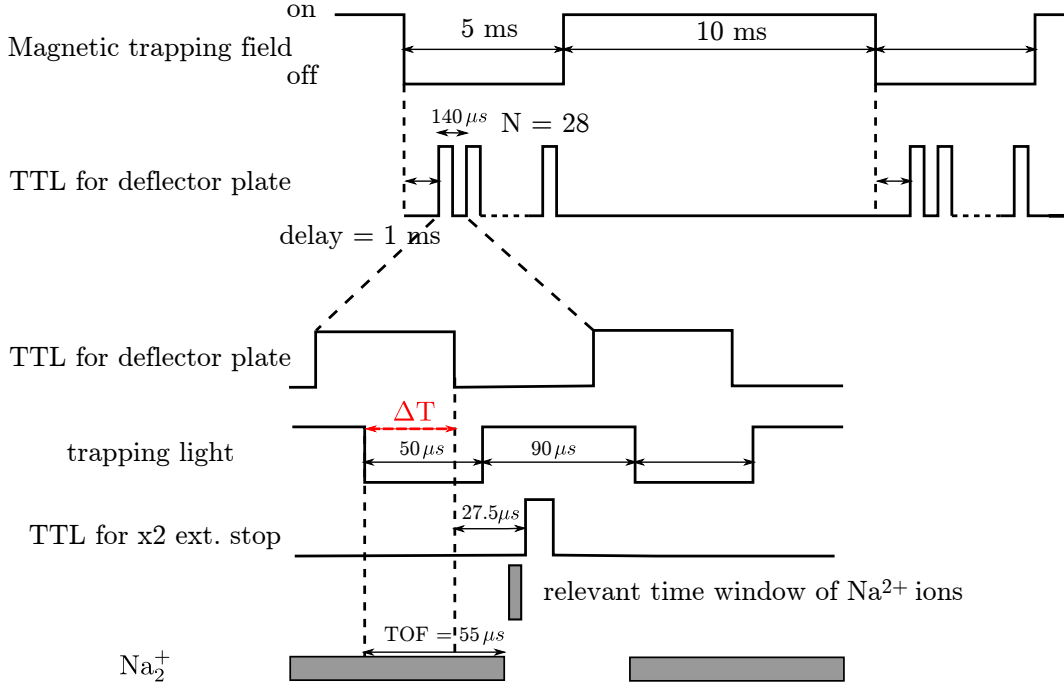 on
5 ms
10 ms
Magnetic trapping field
off
140 μs
N = 28
TTL for deflector plate
delay = 1 ms
TTL for deflector plate
ΔT
trapping light
50 μs
90 μs
27.5μs
TTL for x2 ext. stop
relevant time window of Na²⁺ ions
TOF = 55 μs
Na₂⁺